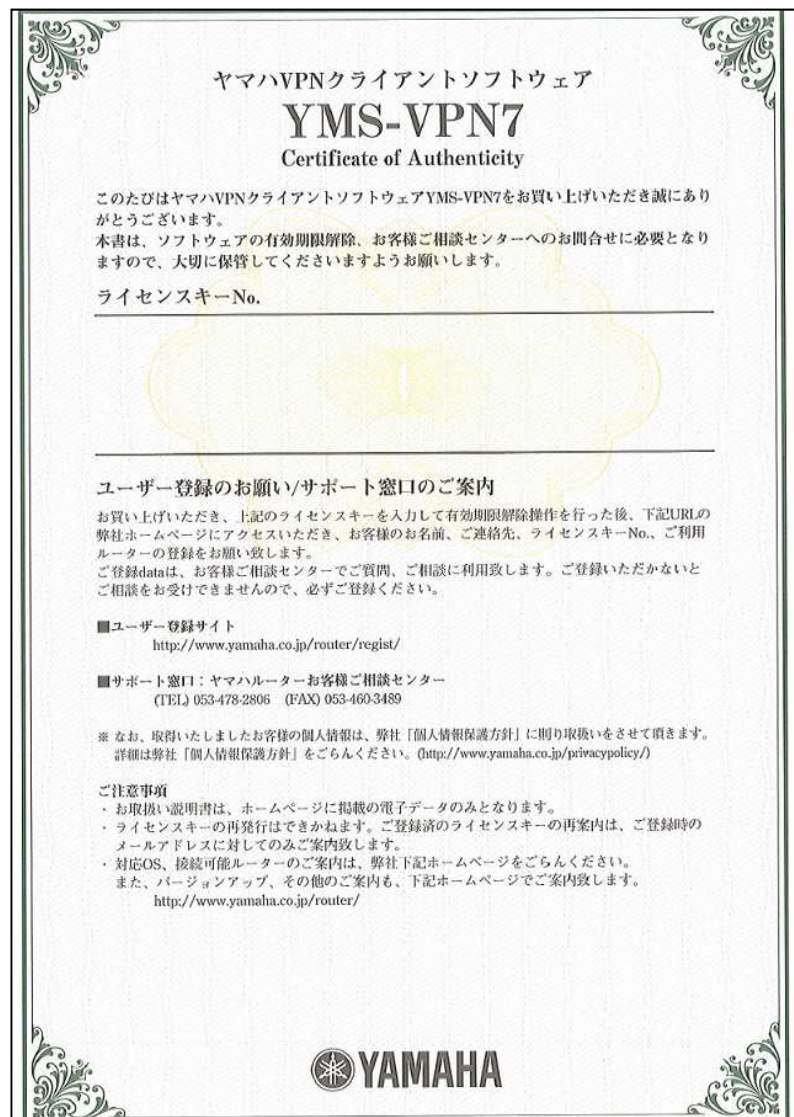 ヤマハVPNクライアントソフトウェア
YMS-VPN7
Certificate of Authenticity
このたびはヤマハVPNクライアントソフトウェアYMS-VPN7をお買い上げいただき誠にあり
がとうございます。
本書は、ソフトウェアの有効期限解除、お客様ご相談センターへのお問合せに必要となり
ますので、大切に保管してくださいますようお願いします。
ライセンスキーNo.
ユーザー登録のお願い/サポート窓口のご案内
お買い上げいただき、上記のライセンスキーを入力して有効期限解除操作を行った後、下記URLの
弊社ホームページにアクセスいただき、お客様のお名前、ご連絡先、ライセンスキーNo.、ご利用
ルーターの登録をお願い致します。
ご登録dataは、お客様ご相談センターでご質問、ご相談に利用致します。ご登録いただかないと
ご相談をお受けできませんので、必ずご登録ください。
■ユーザー登録サイト
http://www.yamaha.co.jp/router/regist/
■サポート窓口：ヤマハルーターお客様ご相談センター
(TEL) 053-478-2806 (FAX) 053-460-3489
※ なお、取得いたしましたお客様の個人情報は、弊社「個人情報保護方針」に則り取扱いをさせて頂きます。
詳細は弊社「個人情報保護方針」をごらんください。(http://www.yamaha.co.jp/privacypolicy/)
ご注意事項
・お取扱い説明書は、ホームページに掲載の電子データのみとなります。
・ライセンスキーの再発行はできかねます。ご登録済のライセンスキーの再案内は、ご登録時の
メールアドレスに対してのみご案内致します。
・対応OS、接続可能ルーターのご案内は、弊社下記ホームページをごらんください。
また、バージョンアップ、その他のご案内も、下記ホームページでご案内致します。
http://www.yamaha.co.jp/router/
YAMAHA